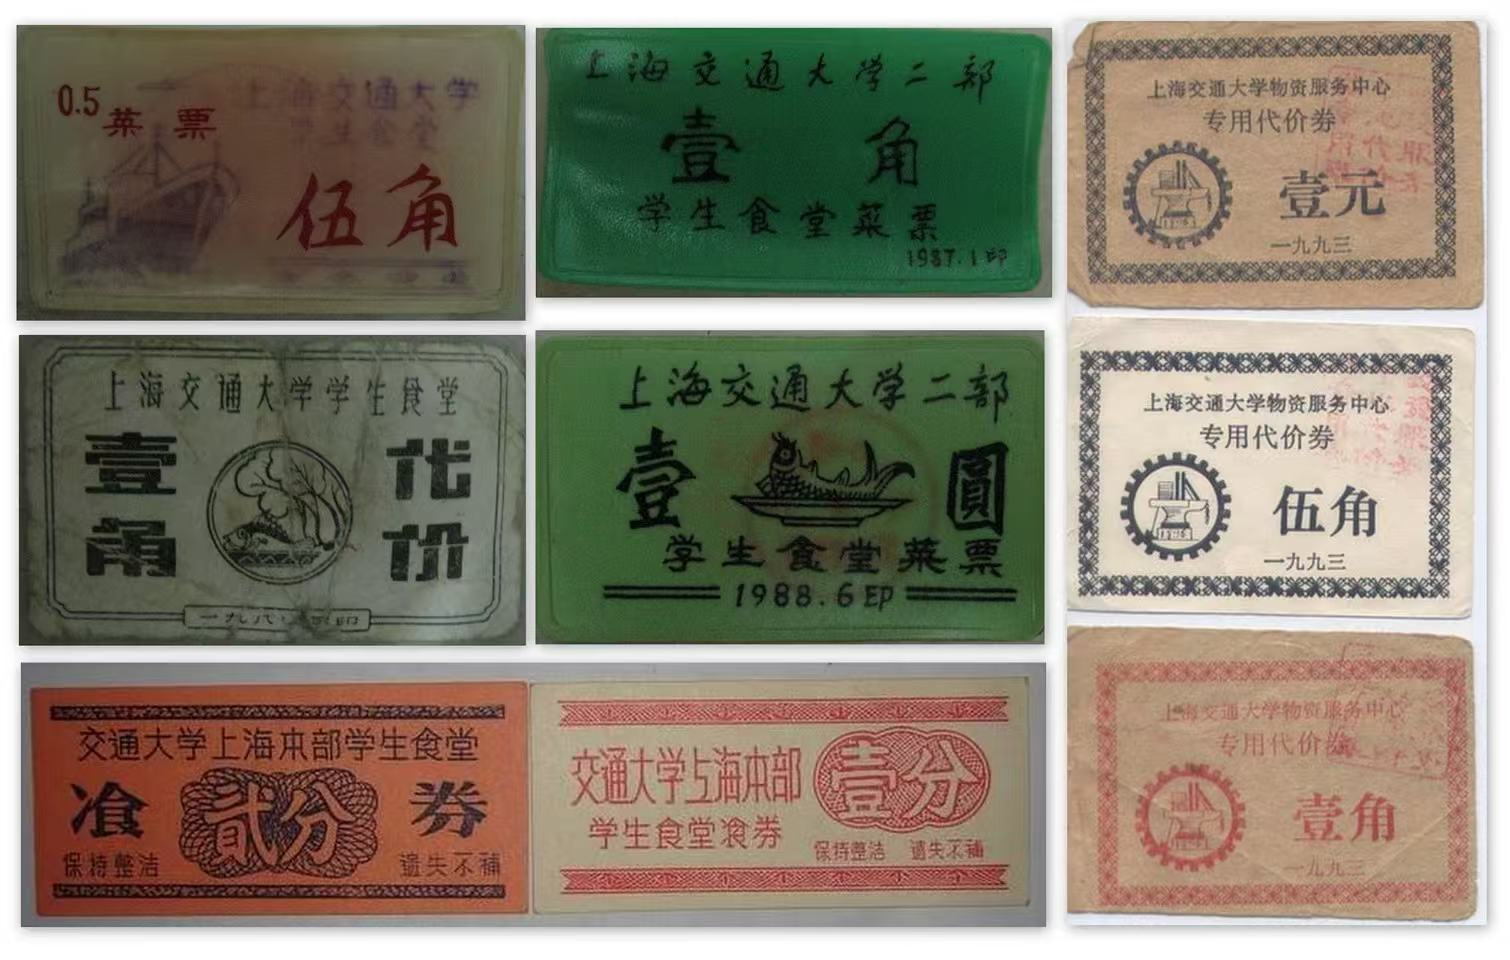 0.5
菜票
上海交通大学
学生食堂
伍角
上海交通大学二部
壹角
学生食堂菜票
1987.1印
上海交通大学物资服务中心
专用代价券
壹元
一九九三
上海交通大学学生食堂
壹角
代价
上海交通大学二部
壹圆
学生食堂菜票
1988.6印
上海交通大学物资服务中心
专用代价券
伍角
一九九三
交通大学上海本部学生食堂
飡券
贰分
保持整洁 遗失不補
交通大学上海本部
学生食堂飡券
壹分
保持整洁 遗失不補
上海交通大学物资服务中心
专用代价券
壹角
一九九三